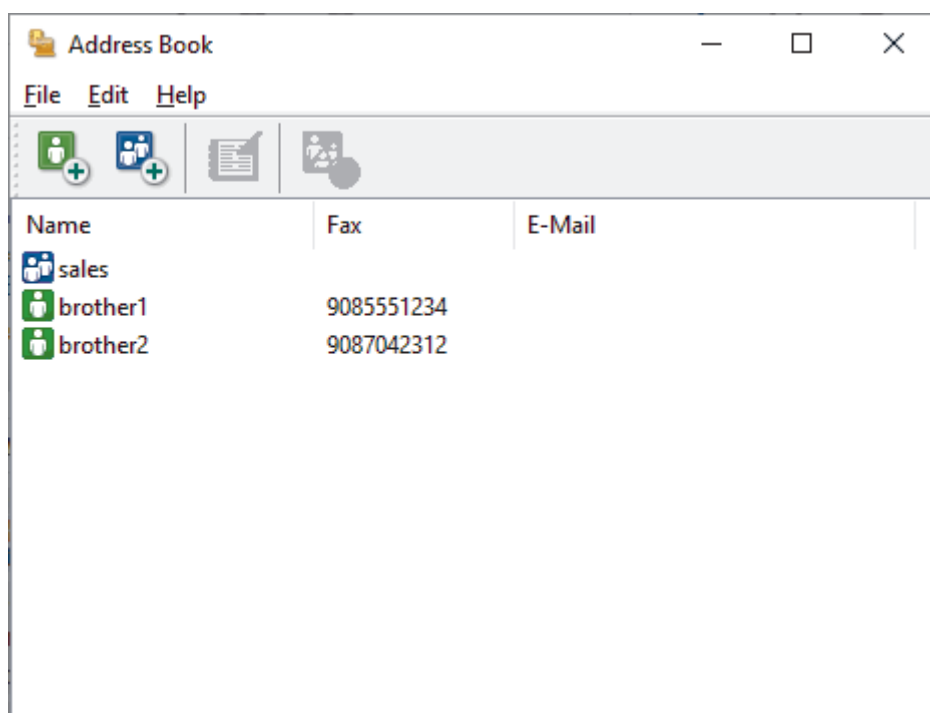 Address Book
File Edit Help
Name Fax E-Mail
sales
brother1 9085551234
brother2 9087042312